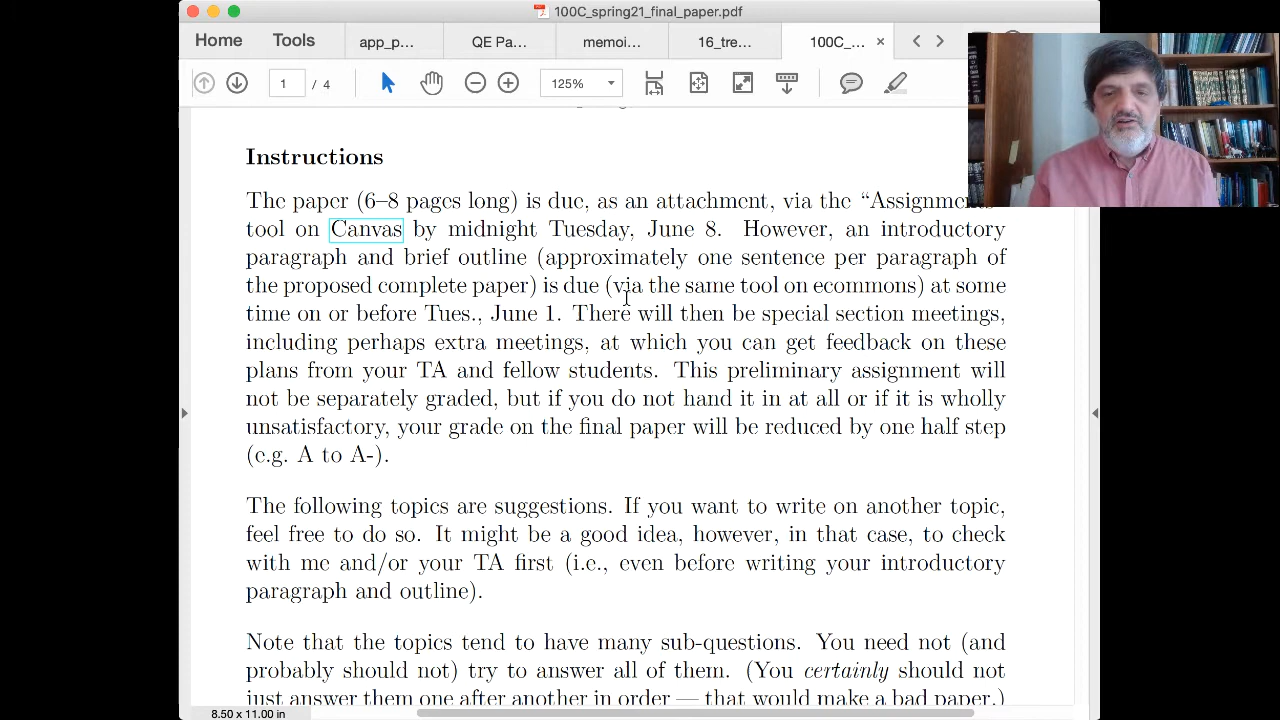 100C_spring21_final_paper.pdf
Home
Tools
app_p...
QE Pa...
memoi...
16_tre...
100C_...
1
/ 4
125%
Instructions
The paper (6–8 pages long) is due, as an attachment, via the “Assignments”
tool on Canvas by midnight Tuesday, June 8. However, an introductory
paragraph and brief outline (approximately one sentence per paragraph of
the proposed complete paper) is due (via the same tool on ecommons) at some
time on or before Tues., June 1. There will then be special section meetings,
including perhaps extra meetings, at which you can get feedback on these
plans from your TA and fellow students. This preliminary assignment will
not be separately graded, but if you do not hand it in at all or if it is wholly
unsatisfactory, your grade on the final paper will be reduced by one half step
(e.g. A to A-).
The following topics are suggestions. If you want to write on another topic,
feel free to do so. It might be a good idea, however, in that case, to check
with me and/or your TA first (i.e., even before writing your introductory
paragraph and outline).
Note that the topics tend to have many sub-questions. You need not (and
probably should not) try to answer all of them. (You certainly should not
just answer them one after another in order — that would make a bad paper.)
8.50 x 11.00 in